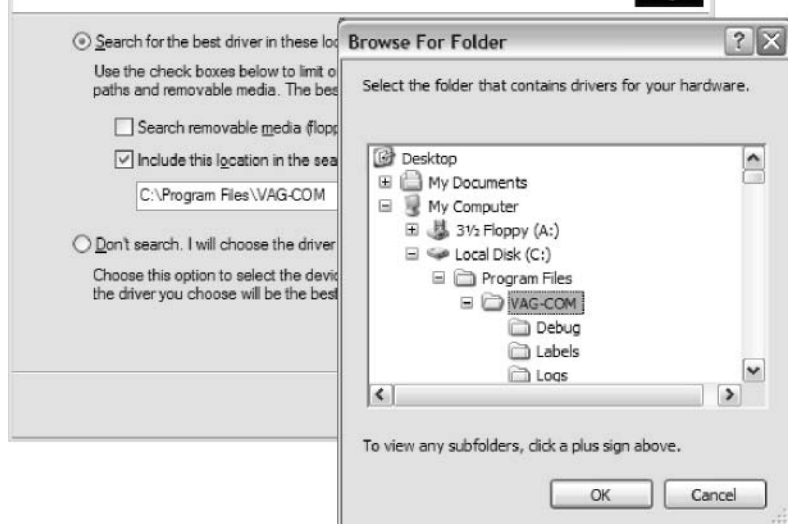 Search for the best driver in these loc
Use the check boxes below to limit o
paths and removable media. The bes
Search removable media (flopp
Include this location in the sea
C:\Program Files\VAG-COM
Don't search. I will choose the driver
Choose this option to select the devic
the driver you choose will be the best
Browse For Folder
Select the folder that contains drivers for your hardware.
Desktop
My Documents
My Computer
3½ Floppy (A:)
Local Disk (C:)
Program Files
VAG-COM
Debug
Labels
Logs
To view any subfolders, click a plus sign above.
OK
Cancel